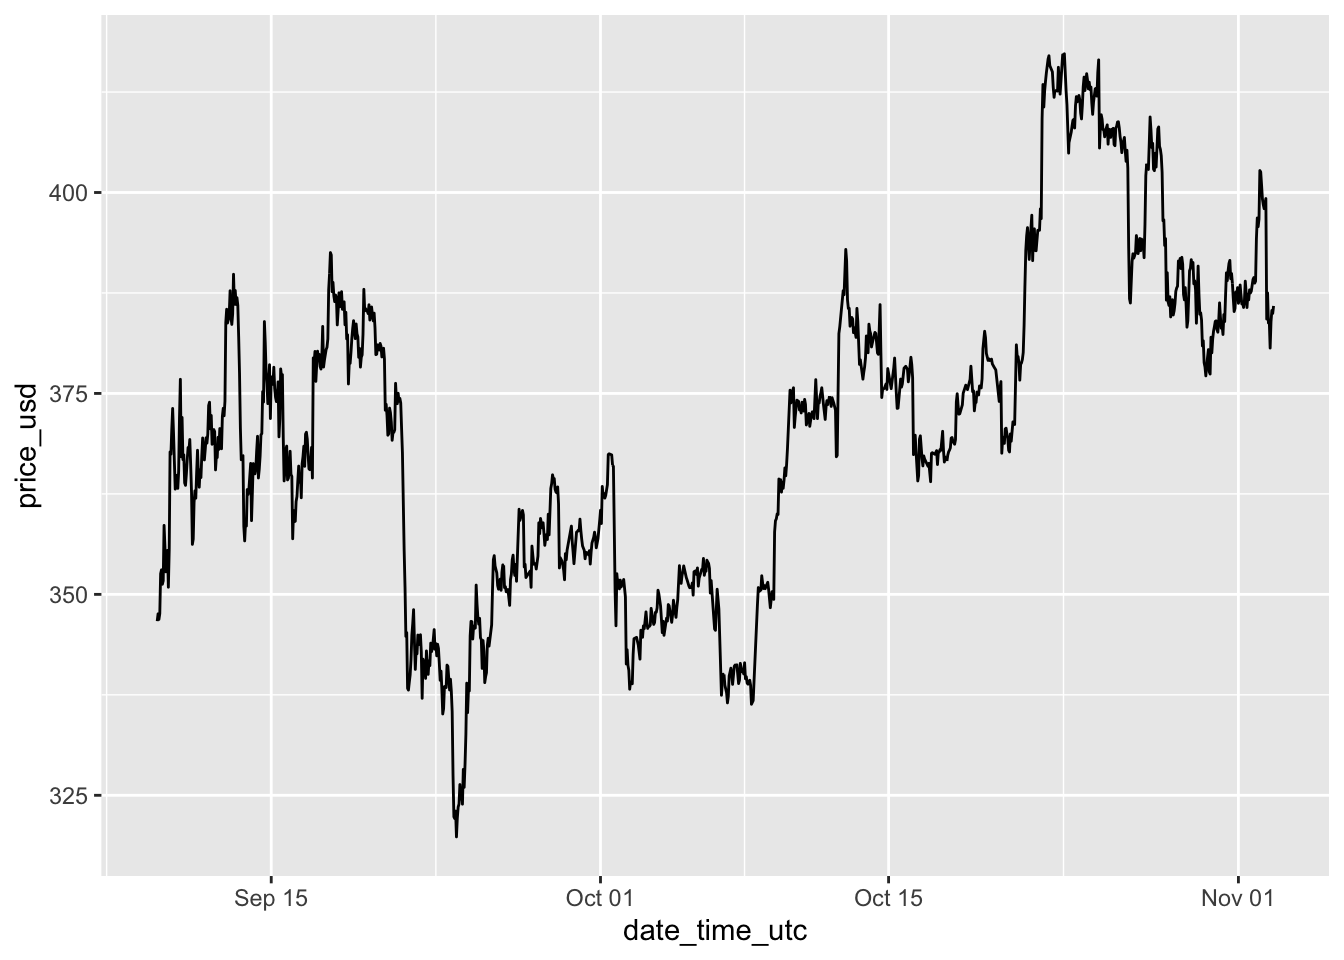 price_usd
400
375
350
325
Sep 15
Oct 01
Oct 15
Nov 01
date_time_utc